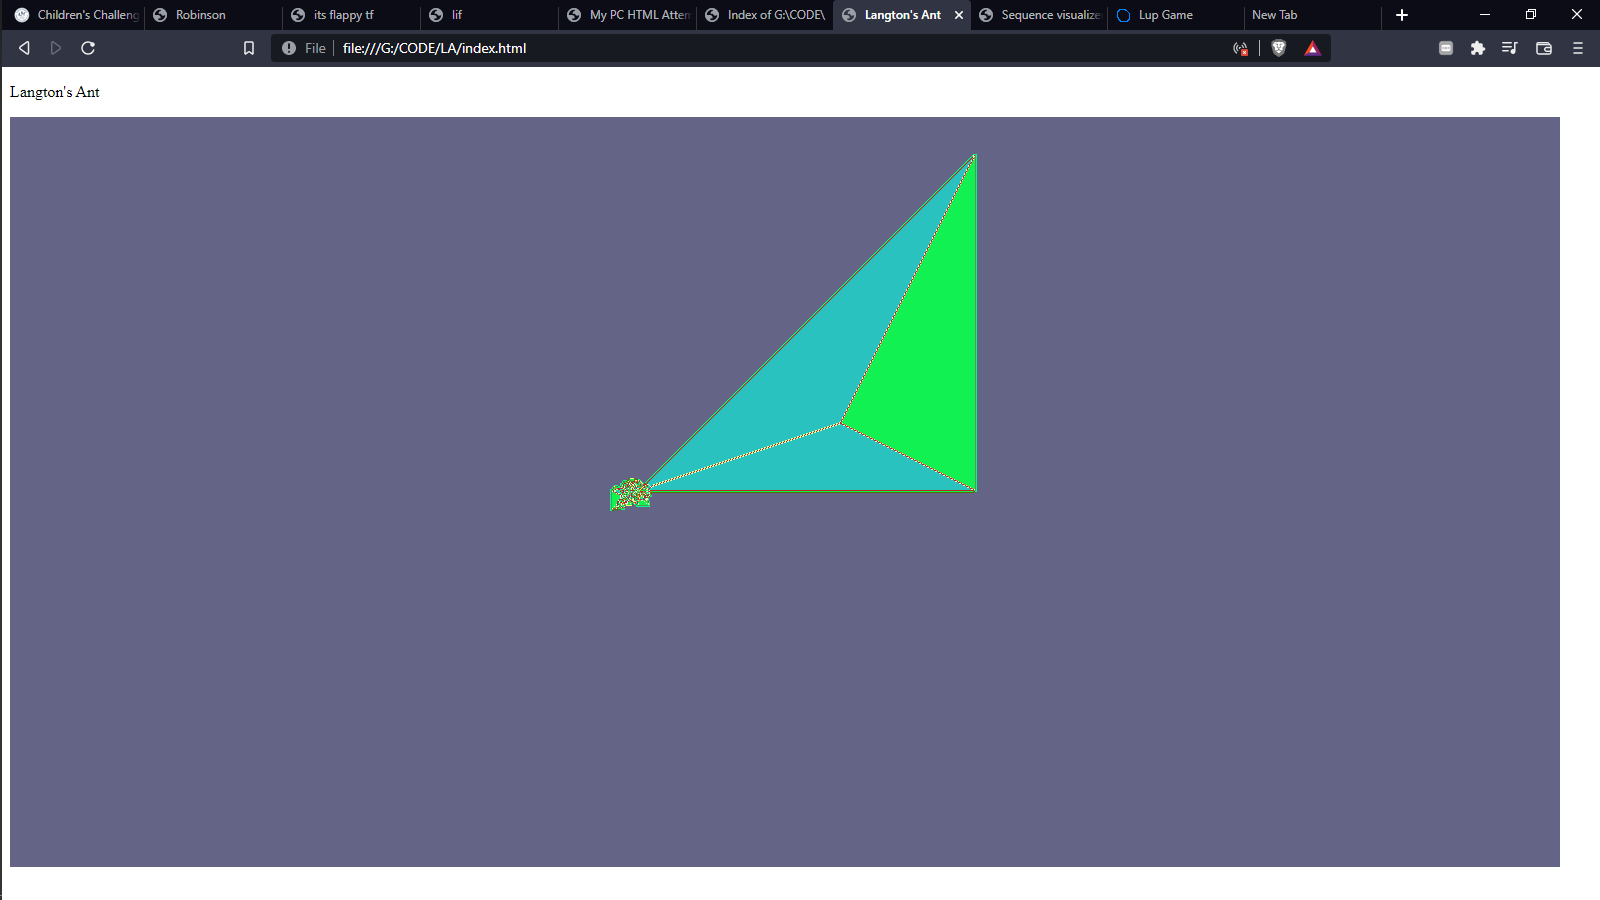 Children's Challeng
Robinson
its flappy tf
lif
My PC HTML Attem
Index of G:\CODE\
Langton's Ant
Sequence visualize
Lup Game
New Tab
File
file:///G:/CODE/LA/index.html
Langton's Ant